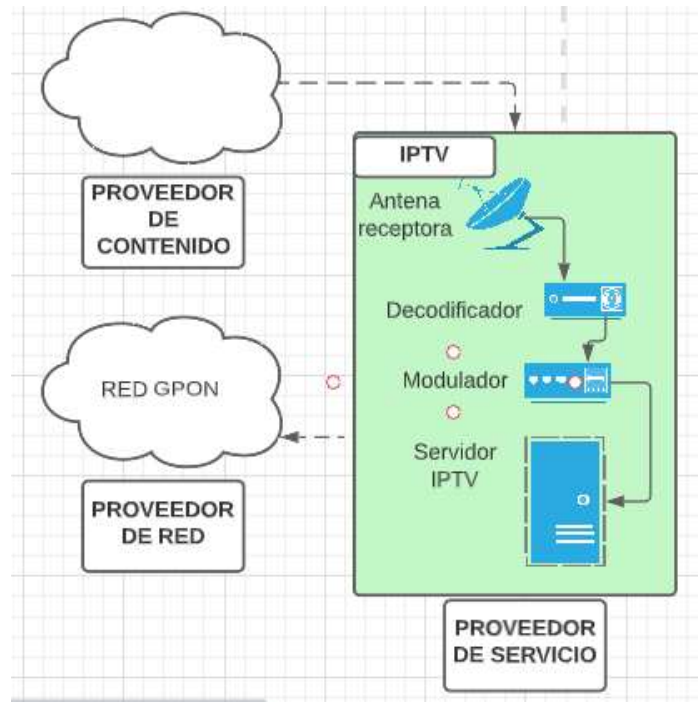 PROVEEDOR
DE
CONTENIDO
IPTV
Antena
receptora
Decodificador
Modulador
Servidor
IPTV
RED GPON
PROVEEDOR
DE RED
PROVEEDOR
DE SERVICIO